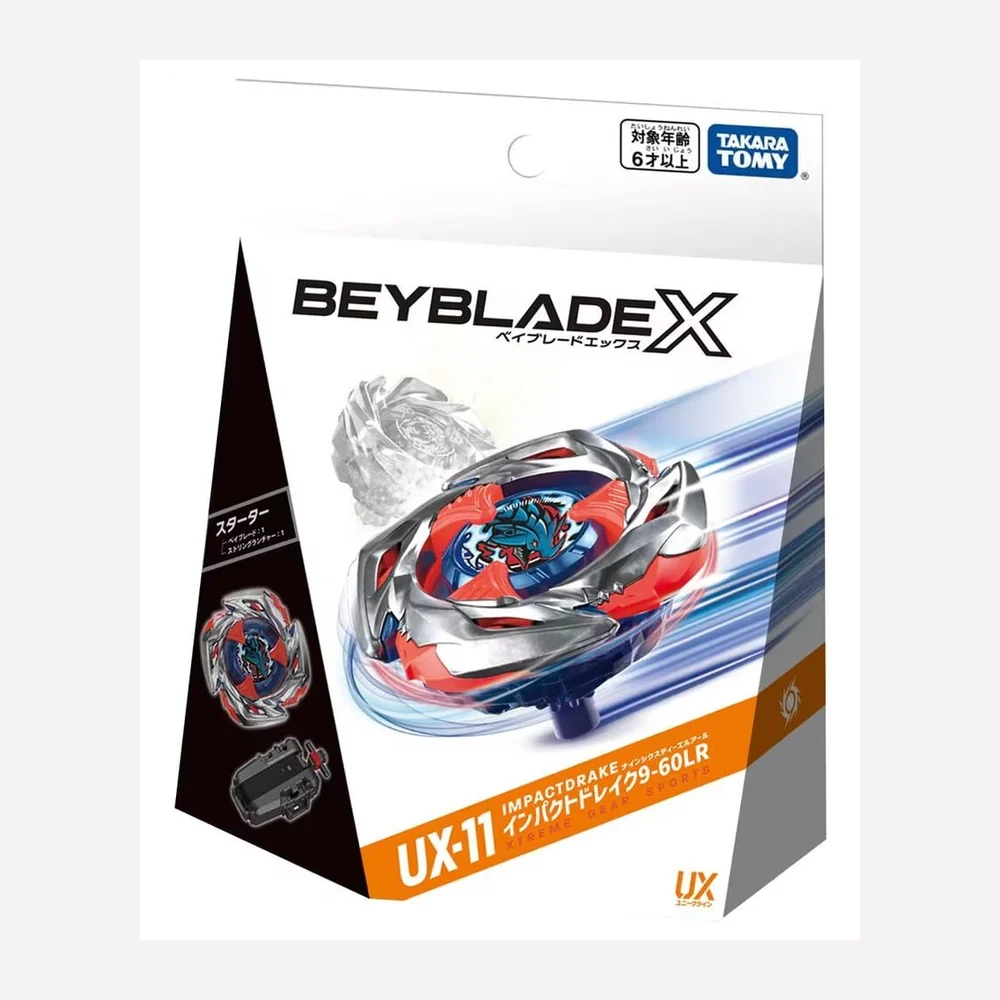 たいしょうねんれい
対象年齢
さい いじょう
6才以上
TAKARA
TOMY
®
BEYBLADE X
ベイブレードエックス
スターター
ベイブレード:1
ストリングランチャー:1
UX-11
IMPACTDRAKE ナインシックスティーエルアール
インパクトドレイク9-60LR
XTREME GEAR SPORTS
UX
ユニークライン